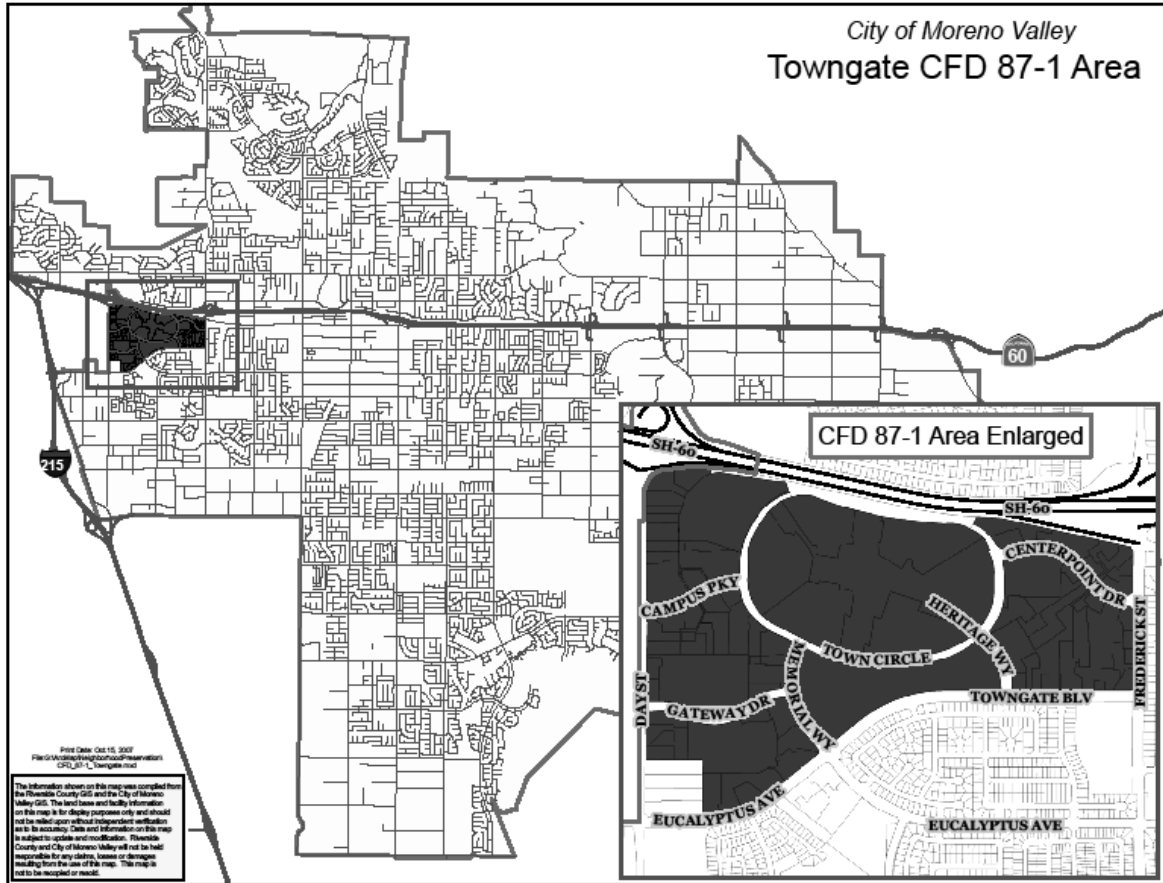 City of Moreno Valley
Towngate CFD 87-1 Area
60
215
CFD 87-1 Area Enlarged
SH-60
SH-60
CENTERPOINT DR
CAMPUS PKY
HERITAGE WY
FREDERICK ST
TOWN CIRCLE
MEMORIAL WY
DAY ST
GATEWAY DR
TOWNGATE BLV
EUCALYPTUS AVE
EUCALYPTUS AVE
Print Date: Oct 15, 2007
CFD_87-1_Towngate.mxd
The information shown on this map was compiled from
the Riverside County GIS and the City of Moreno
Valley GIS. The land base and facility information
on this map is for display purposes only and should
not be relied upon without independent verification
as to its accuracy. Data and information on this map
is subject to update and modification. Riverside
County and City of Moreno Valley will not be held
responsible for any claims, losses or damages
resulting from the use of this map. This map is
not to be recopied or resold.